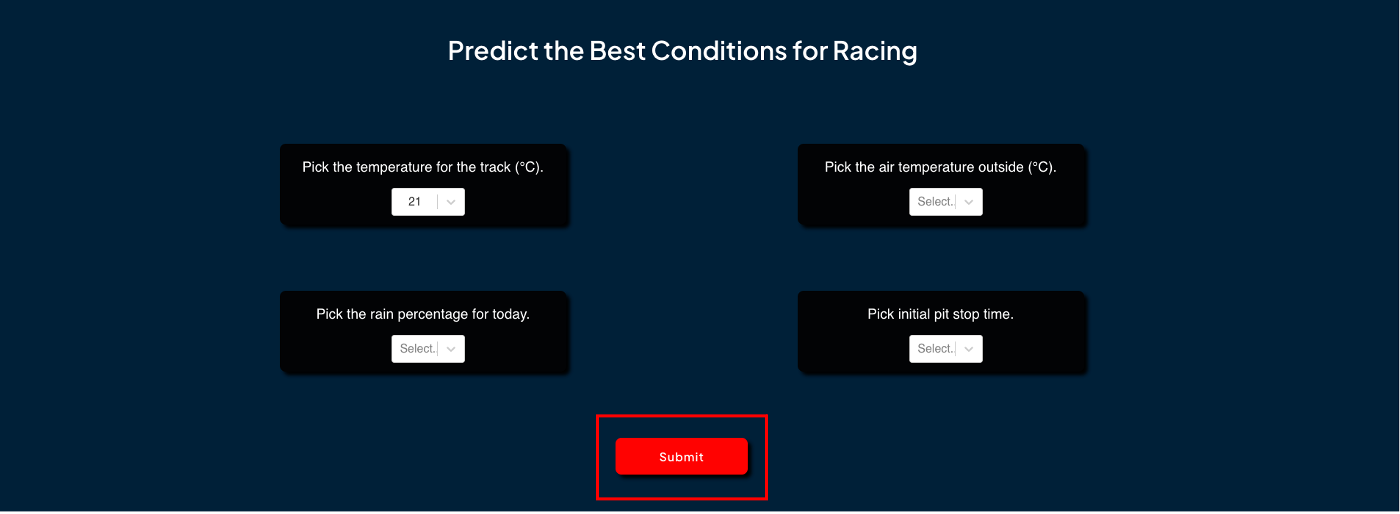 Predict the Best Conditions for Racing
Pick the temperature for the track (°C).
21
Pick the air temperature outside (°C).
Select.
Pick the rain percentage for today.
Select.
Pick initial pit stop time.
Select.
Submit